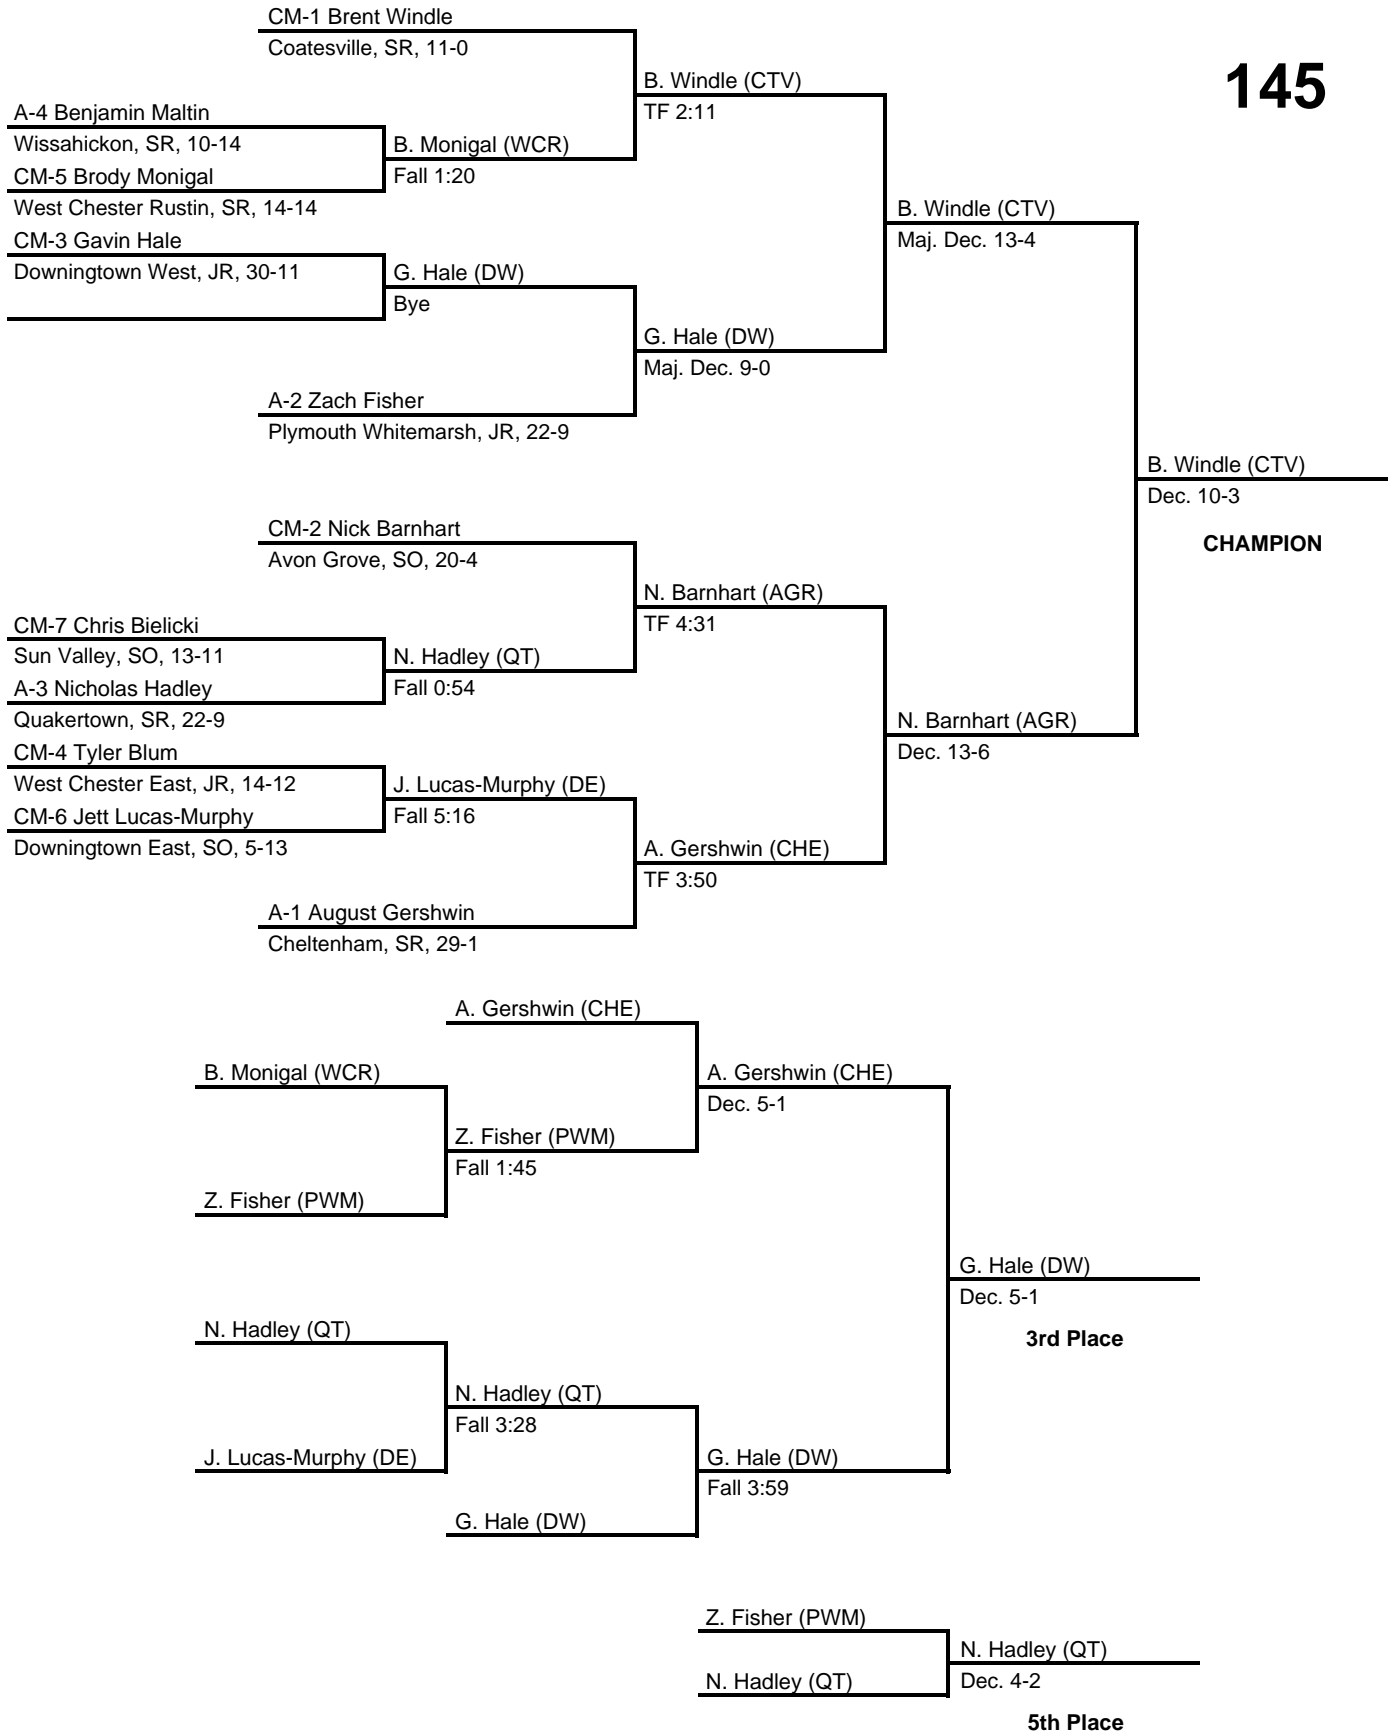 CM-1 Brent Windle
Coatesville, SR, 11-0
145
B. Windle (CTV)
TF 2:11
A-4 Benjamin Maltin
Wissahickon, SR, 10-14
B. Monigal (WCR)
Fall 1:20
CM-5 Brody Monigal
West Chester Rustin, SR, 14-14
B. Windle (CTV)
Maj. Dec. 13-4
CM-3 Gavin Hale
Downingtown West, JR, 30-11
G. Hale (DW)
Bye
G. Hale (DW)
Maj. Dec. 9-0
A-2 Zach Fisher
Plymouth Whitemarsh, JR, 22-9
B. Windle (CTV)
Dec. 10-3
CHAMPION
CM-2 Nick Barnhart
Avon Grove, SO, 20-4
N. Barnhart (AGR)
TF 4:31
CM-7 Chris Bielicki
Sun Valley, SO, 13-11
N. Hadley (QT)
Fall 0:54
A-3 Nicholas Hadley
Quakertown, SR, 22-9
N. Barnhart (AGR)
Dec. 13-6
CM-4 Tyler Blum
West Chester East, JR, 14-12
J. Lucas-Murphy (DE)
Fall 5:16
CM-6 Jett Lucas-Murphy
Downingtown East, SO, 5-13
A. Gershwin (CHE)
TF 3:50
A-1 August Gershwin
Cheltenham, SR, 29-1
A. Gershwin (CHE)
B. Monigal (WCR)
A. Gershwin (CHE)
Dec. 5-1
Z. Fisher (PWM)
Fall 1:45
Z. Fisher (PWM)
G. Hale (DW)
Dec. 5-1
3rd Place
N. Hadley (QT)
N. Hadley (QT)
Fall 3:28
J. Lucas-Murphy (DE)
G. Hale (DW)
Fall 3:59
G. Hale (DW)
Z. Fisher (PWM)
N. Hadley (QT)
Dec. 4-2
N. Hadley (QT)
5th Place